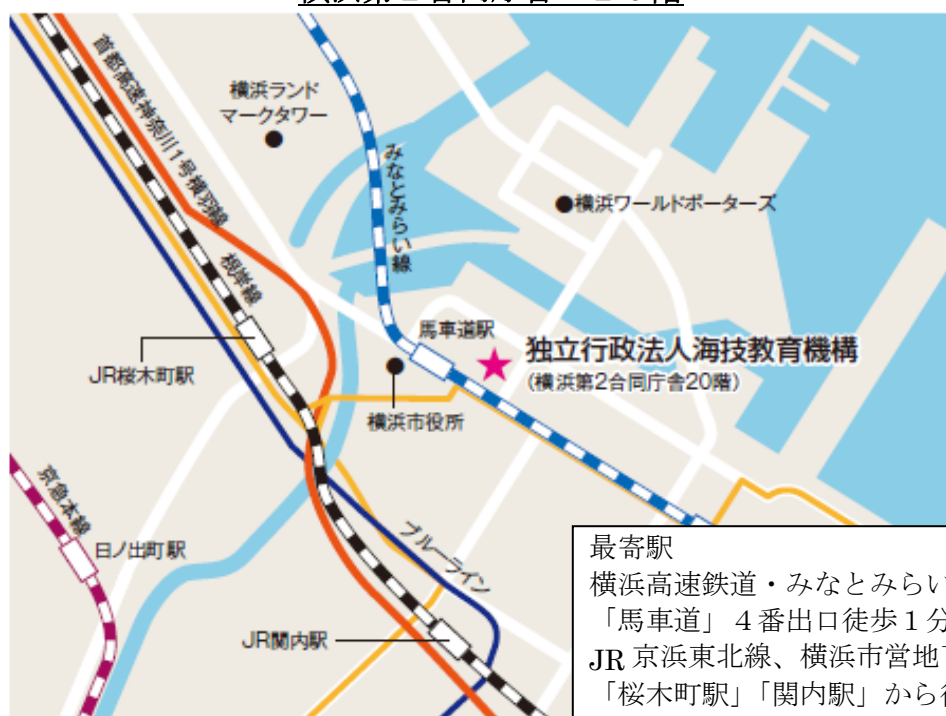 横浜ランド
マークタワー
首都高速神奈川1号横羽線
みなとみらい線
横浜ワールドポーターズ
根岸線
馬車道駅
独立行政法人海技教育機構
(横浜第2合同庁舎20階)
JR桜木町駅
横浜市役所
京急本線
日ノ出町駅
ブルーライン
JR関内駅
最寄駅
横浜高速鉄道・みなとみらい
「馬車道」4番出口徒歩1分
JR京浜東北線、横浜市営地
「桜木町駅」「関内駅」から